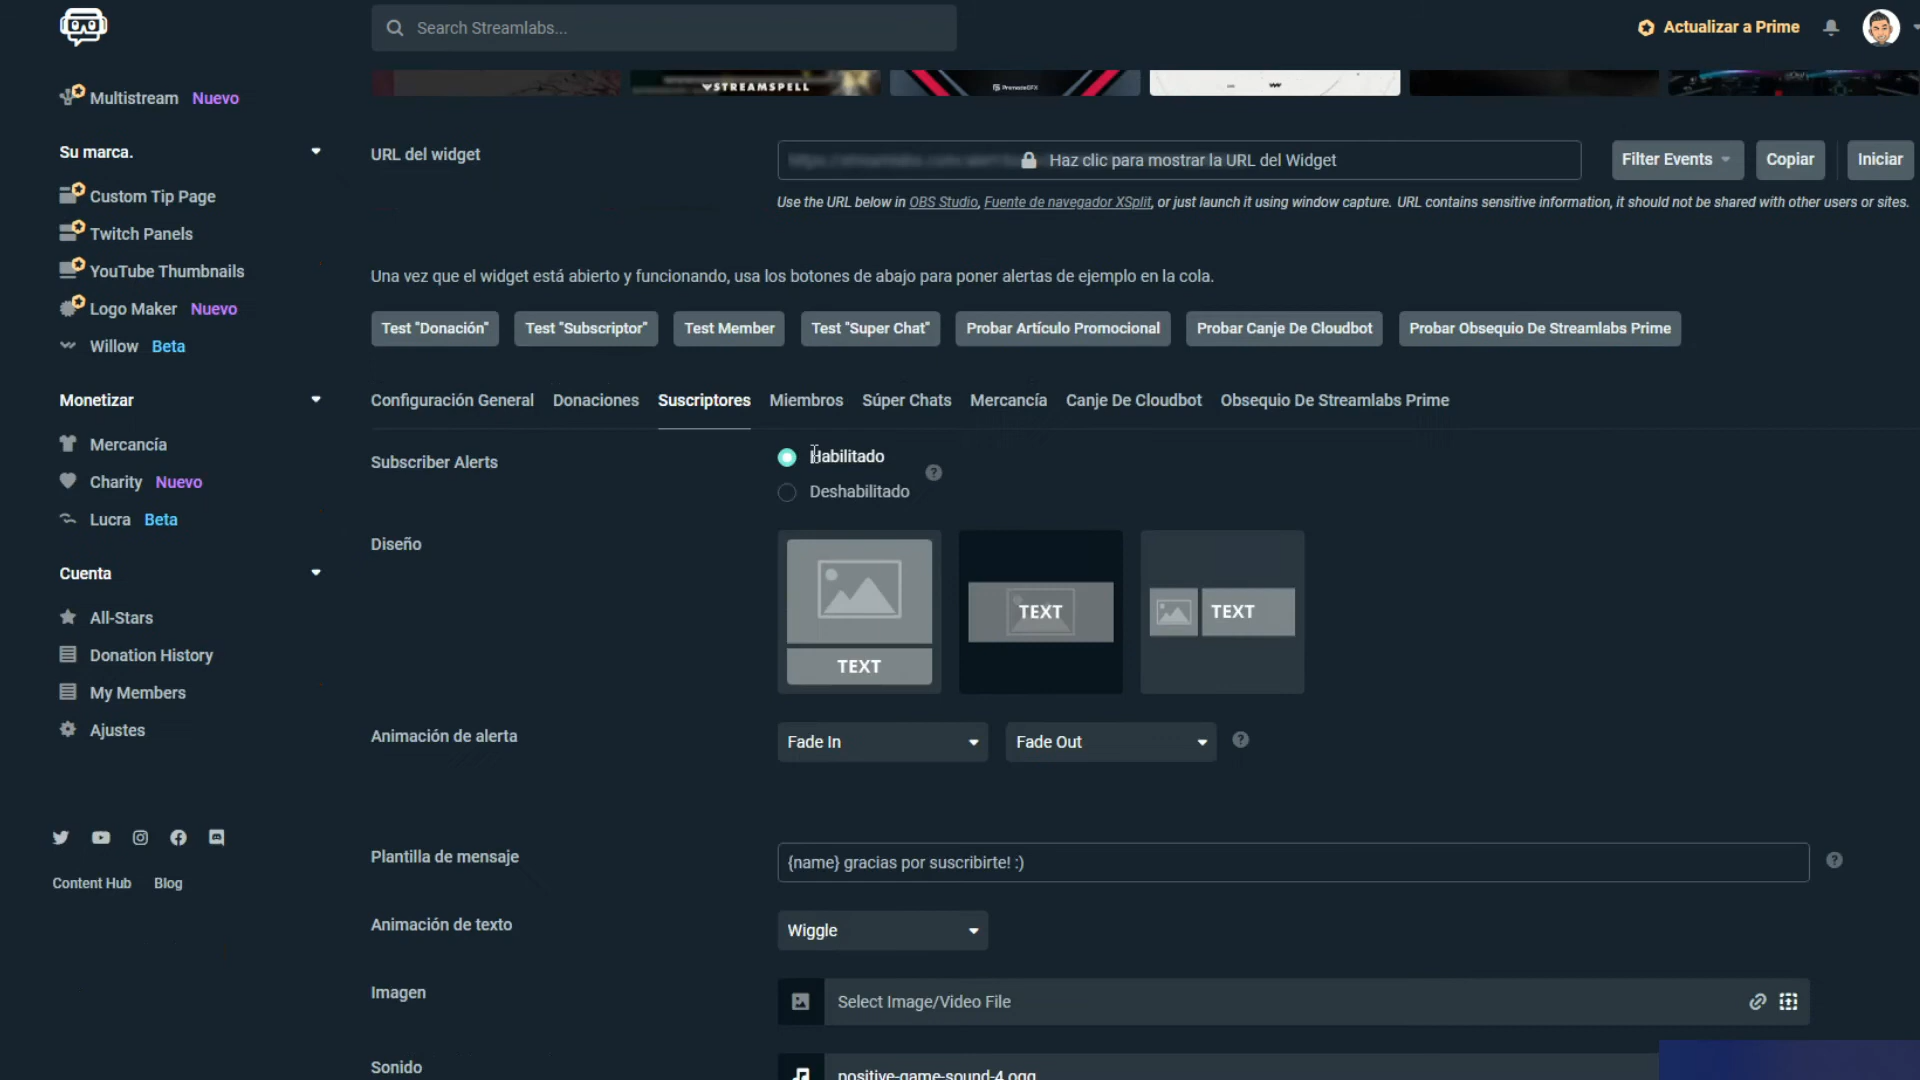 Search Streamlabs...
Actualizar a Prime
Multistream Nuevo
STREAMSPELL
Su marca.
Custom Tip Page
Twitch Panels
YouTube Thumbnails
Logo Maker Nuevo
Willow Beta
Monetizar
Mercancía
Charity Nuevo
Lucra Beta
Cuenta
All-Stars
Donation History
My Members
Ajustes
Content Hub Blog
URL del widget
Haz clic para mostrar la URL del Widget
Filter Events
Copiar
Iniciar
Use the URL below in OBS Studio, Fuente de navegador XSplit, or just launch it using window capture. URL contains sensitive information, it should not be shared with other users or sites.
Una vez que el widget está abierto y funcionando, usa los botones de abajo para poner alertas de ejemplo en la cola.
Test "Donación" Test "Subscriptor" Test Member Test "Super Chat" Probar Artículo Promocional Probar Canje De Cloudbot Probar Obsequio De Streamlabs Prime
Configuración General Donaciones Suscriptores Miembros Súper Chats Mercancía Canje De Cloudbot Obsequio De Streamlabs Prime
Subscriber Alerts
Habilitado
Deshabilitado
Diseño
TEXT
TEXT
TEXT
Animación de alerta
Fade In
Fade Out
Plantilla de mensaje
{name} gracias por suscribirte! :)
Animación de texto
Wiggle
Imagen
Select Image/Video File
Sonido
positive-game-sound-4.ogg